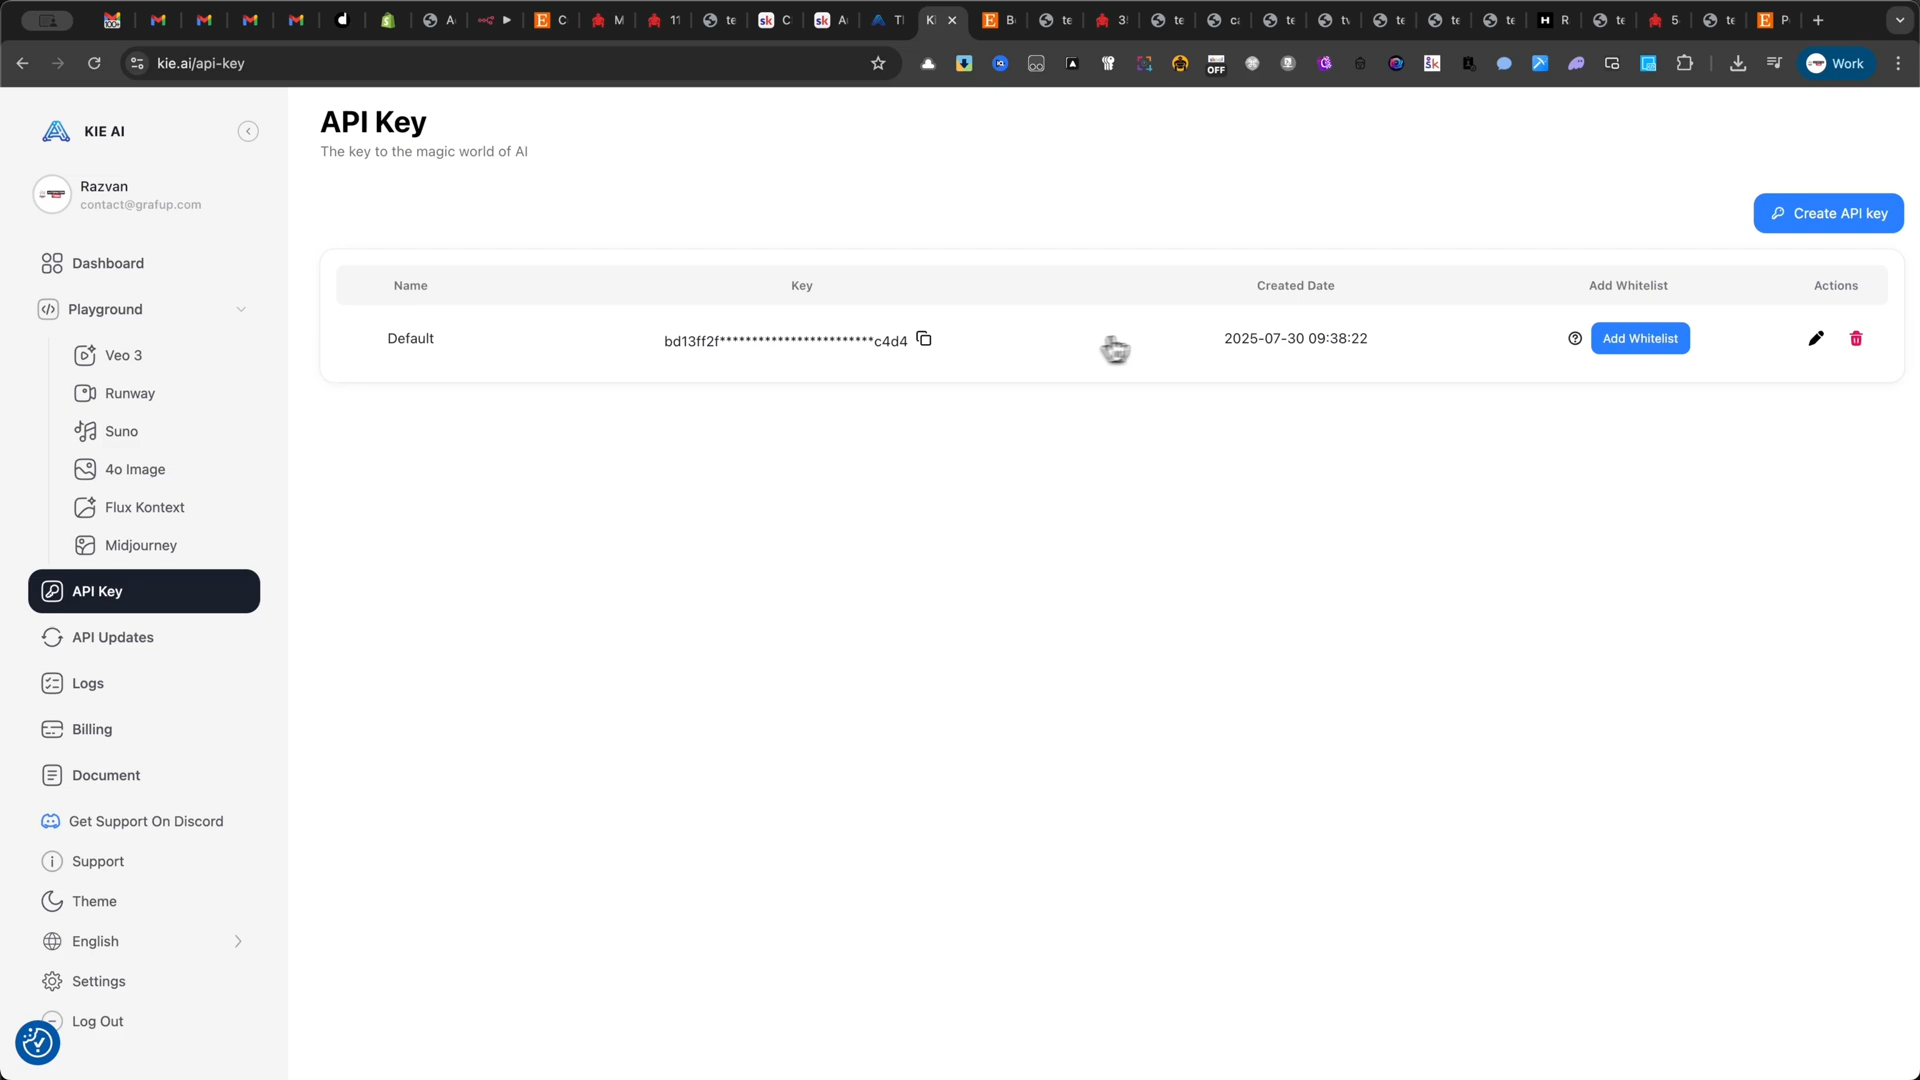 kie.ai/api-key
Work
KIE AI
Razvan
contact@grafup.com
Dashboard
Playground
Veo 3
Runway
Suno
4o Image
Flux Kontext
Midjourney
API Key
API Updates
Logs
Billing
Document
Get Support On Discord
Support
Theme
English
Settings
Log Out
API Key
The key to the magic world of AI
Create API key
Name Key Created Date Add Whitelist Actions
Default bd13ff2f************************c4d4 2025-07-30 09:38:22 Add Whitelist